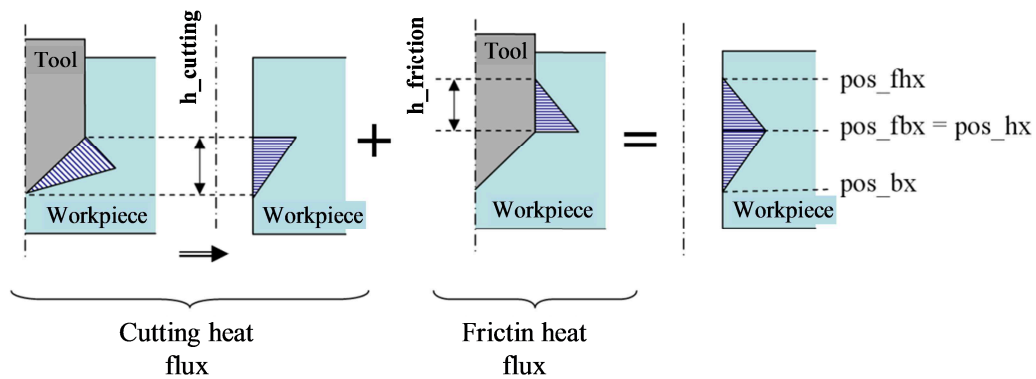 Tool
h_cutting
Workpiece
Workpiece
+
h_friction
Tool
Workpiece
=
pos_fhx
pos_fbx = pos_hx
pos_bx
Workpiece
Cutting heat
flux
Frictin heat
flux